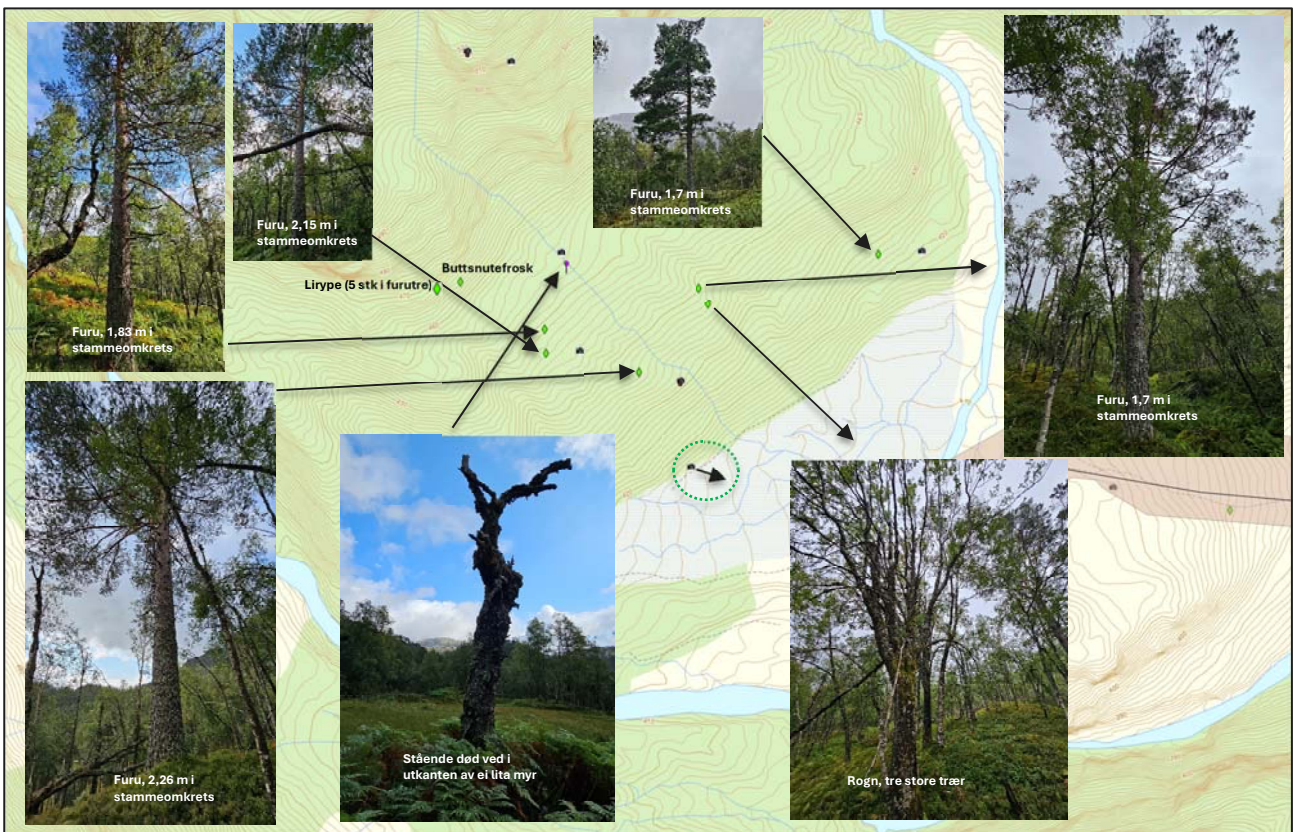 Furu, 2,15 m i
stammeomkrets
Furu, 1,7 m i
stammeomkrets
Buttsnutefrosk
Lirype (5 stk i furutre)
Furu, 1,83 m i
stammeomkrets
Furu, 1,7 m i
stammeomkrets
Furu, 2,26 m i
stammeomkrets
Stående død ved i
utkanten av ei lita myr
Rogn, tre store trær